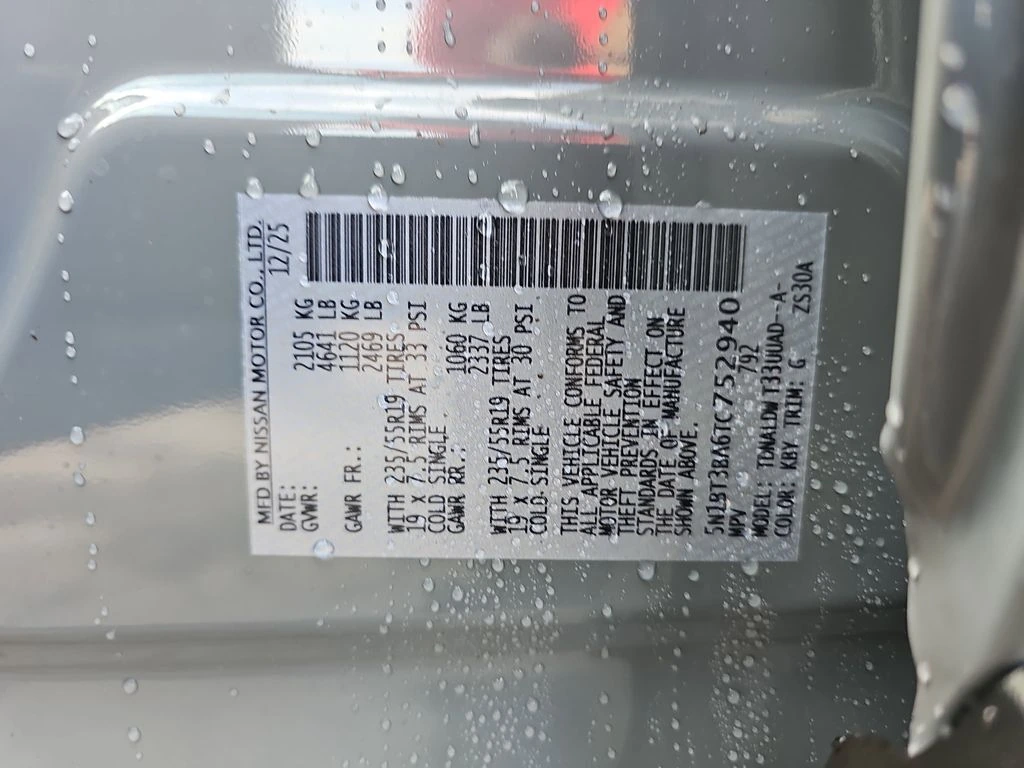 MFD BY NISSAN MOTOR CO., LTD.
DATE: 12/25
GVWR: 2105 KG
4641 LB
GAWR FR.: 1120 KG
2469 LB
WITH 235/55R19 TIRES
19 X 7.5 RIMS AT 33 PSI
COLD SINGLE
GAWR RR.: 1060 KG
2337 LB
WITH 235/55R19 TIRES
19 X 7.5 RIMS AT 30 PSI
COLD SINGLE
THIS VEHICLE CONFORMS TO
ALL APPLICABLE FEDERAL
MOTOR VEHICLE SAFETY AND
THEFT PREVENTION
STANDARDS IN EFFECT ON
THE DATE OF MANUFACTURE
SHOWN ABOVE.
5N1BT3BA6TC752940
MPV 792
MODEL: TDNALDW T33UUAD--A-
COLOR: KBY TRIM: G ZS30A